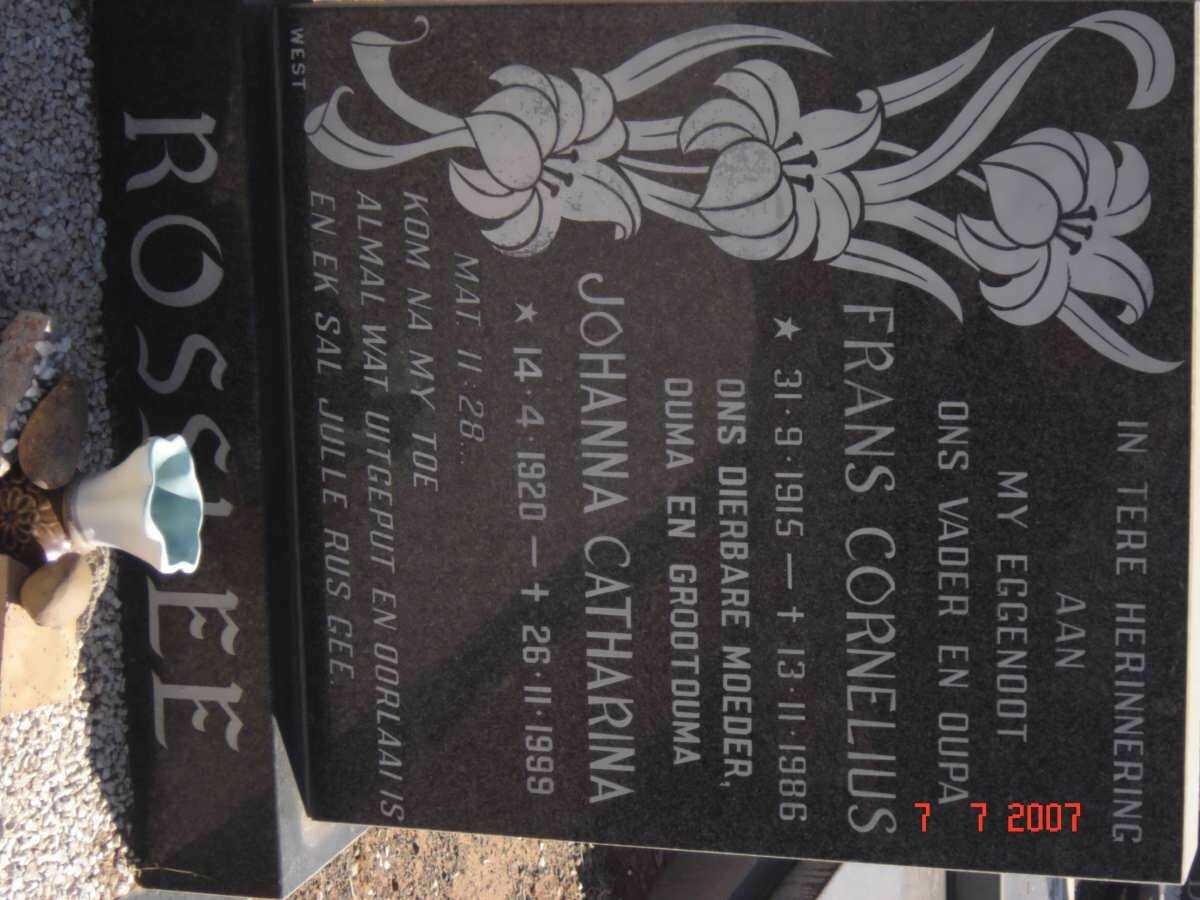 IN TERE HERINNERING
AAN
MY EGGENOOT
ONS VADER EN OUPA
FRANS CORNELIUS
★ 31·9·1915 — † 13·11·1986
ONS DIERBARE MOEDER,
OUMA EN GROOTOUMA
JOHANNA CATHARINA
★ 14·4·1920 — † 26·11·1999
MAT. 11·28...
KOM NA MY TOE
ALMAL WAT UITGEPUT EN OORLAAI IS
EN EK SAL JULLE RUS GEE.
WEST
7 7 2007